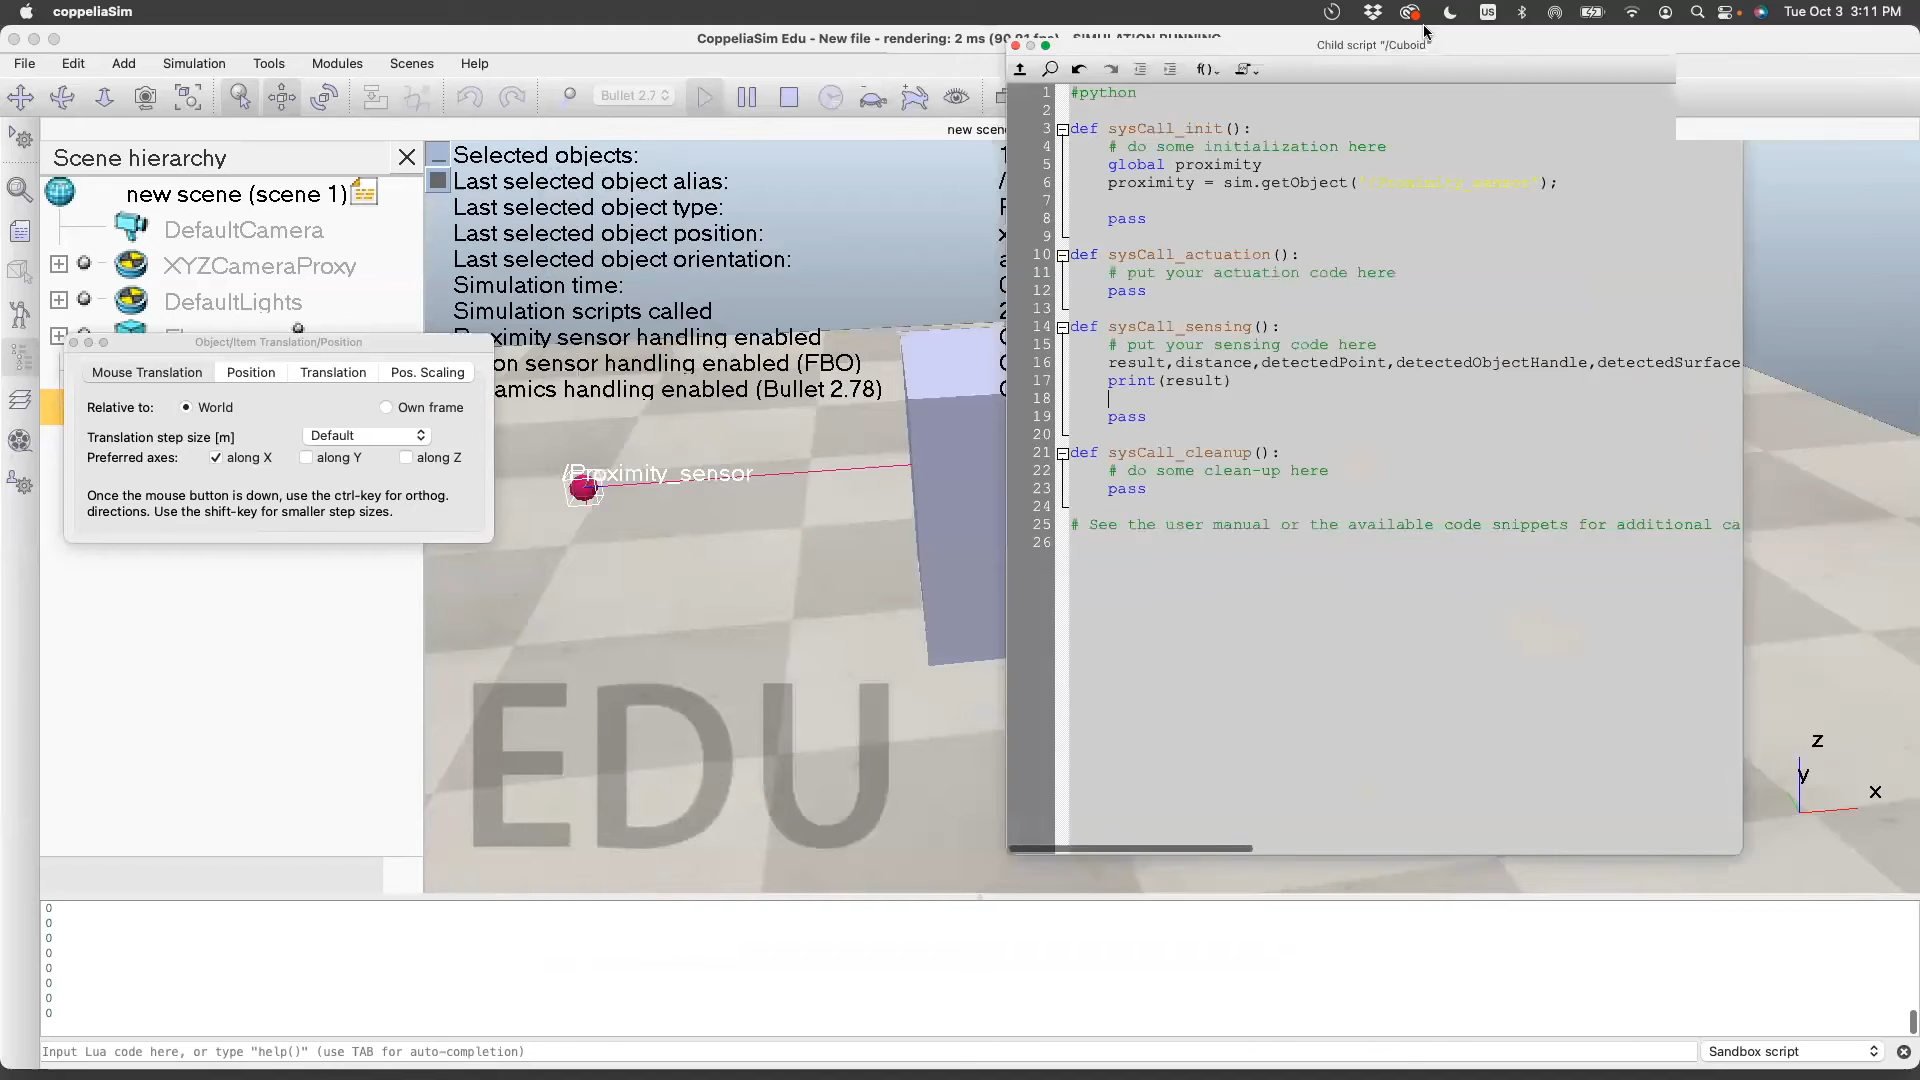 coppeliaSim
US
Tue Oct 3 3:11 PM
CoppeliaSim Edu - New file - rendering: 2 ms
Child script "/Cuboid"
File Edit Add Simulation Tools Modules Scenes Help
Bullet 2.7
f()
new scen
Scene hierarchy
new scene (scene 1)
DefaultCamera
XYZCameraProxy
DefaultLights
Selected objects:
Last selected object alias:
Last selected object type:
Last selected object position:
Last selected object orientation:
Simulation time:
Simulation scripts called
roximity sensor handling enabled
on sensor handling enabled (FBO)
amics handling enabled (Bullet 2.78)
Object/Item Translation/Position
Mouse Translation Position Translation Pos. Scaling
Relative to: World Own frame
Translation step size [m] Default
Preferred axes: along X along Y along Z
Once the mouse button is down, use the ctrl-key for orthog.
directions. Use the shift-key for smaller step sizes.
/Proximity_sensor
EDU
1 #python
2
3 def sysCall_init():
4 # do some initialization here
5 global proximity
6 proximity = sim.getObject("/Proximity_sensor");
7
8 pass
9
10 def sysCall_actuation():
11 # put your actuation code here
12 pass
13
14 def sysCall_sensing():
15 # put your sensing code here
16 result,distance,detectedPoint,detectedObjectHandle,detectedSurface
17 print(result)
18
19 pass
20
21 def sysCall_cleanup():
22 # do some clean-up here
23 pass
24
25 # See the user manual or the available code snippets for additional ca
26
z
y
x
0
0
0
0
0
0
0
0
Input Lua code here, or type "help()" (use TAB for auto-completion)
Sandbox script